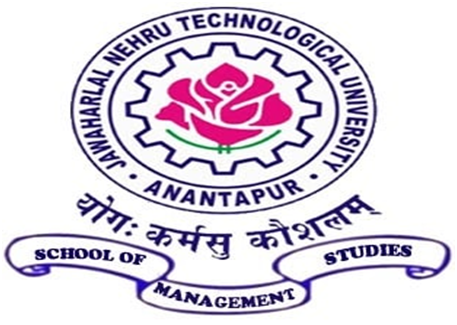 JAWAHARLAL NEHRU TECHNOLOGICAL UNIVERSITY
ANANTAPUR
योगः कर्मसु कौशलम्
SCHOOL OF
MANAGEMENT
STUDIES